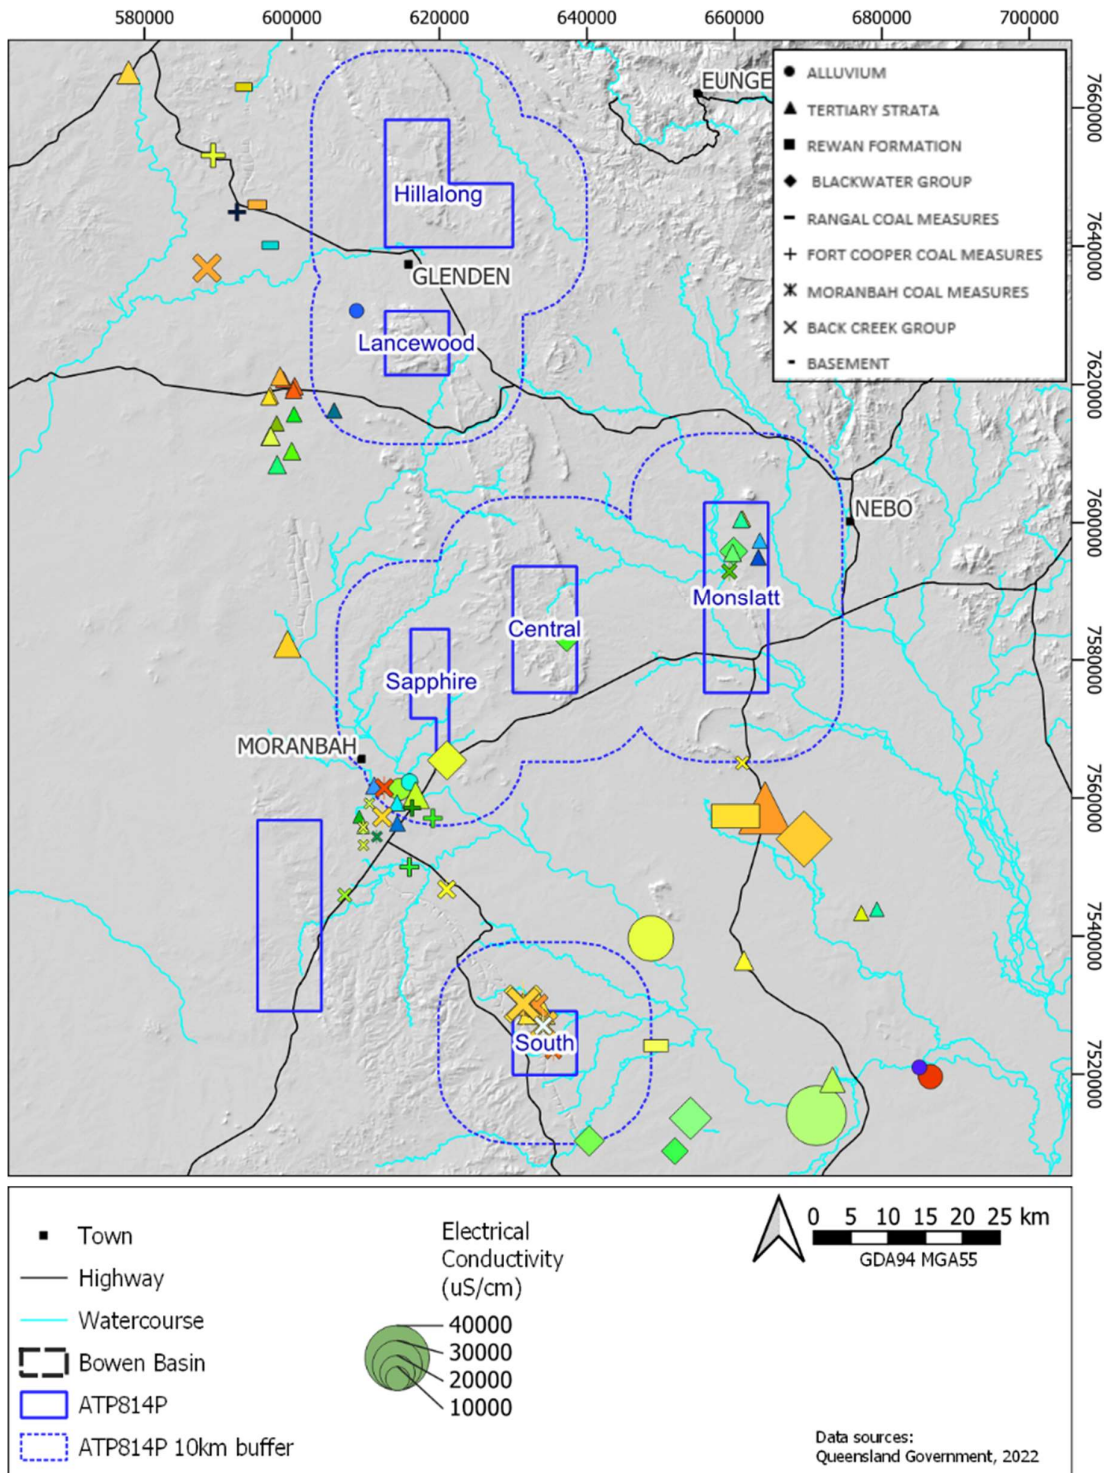 580000 600000 620000 640000 660000 680000 700000
EUNGE
ALLUVIUM
TERTIARY STRATA
REWAN FORMATION
BLACKWATER GROUP
RANGAL COAL MEASURES
FORT COOPER COAL MEASURES
MORANBAH COAL MEASURES
BACK CREEK GROUP
BASEMENT
7660000
7640000
7620000
7600000
7580000
7560000
7540000
7520000
Hillalong
GLENDEN
Lancewood
NEBO
Monslatt
Central
Sapphire
MORANBAH
South
Town
Highway
Watercourse
Bowen Basin
ATP814P
ATP814P 10km buffer
Electrical
Conductivity
(uS/cm)
40000
30000
20000
10000
0 5 10 15 20 25 km
GDA94 MGA55
Data sources:
Queensland Government, 2022